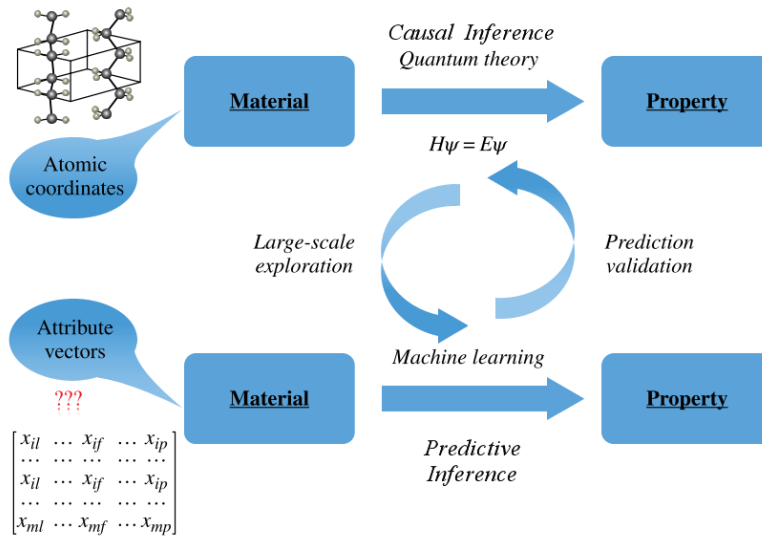 Causal Inference
Quantum theory
Material
Property
Atomic
coordinates
Hψ = Eψ
Large-scale
exploration
Prediction
validation
Attribute
vectors
Machine learning
Material
Property
???
Predictive
Inference
x_il … x_if … x_ip
… … … … …
x_il … x_if … x_ip
… … … … …
x_ml … x_mf … x_mp